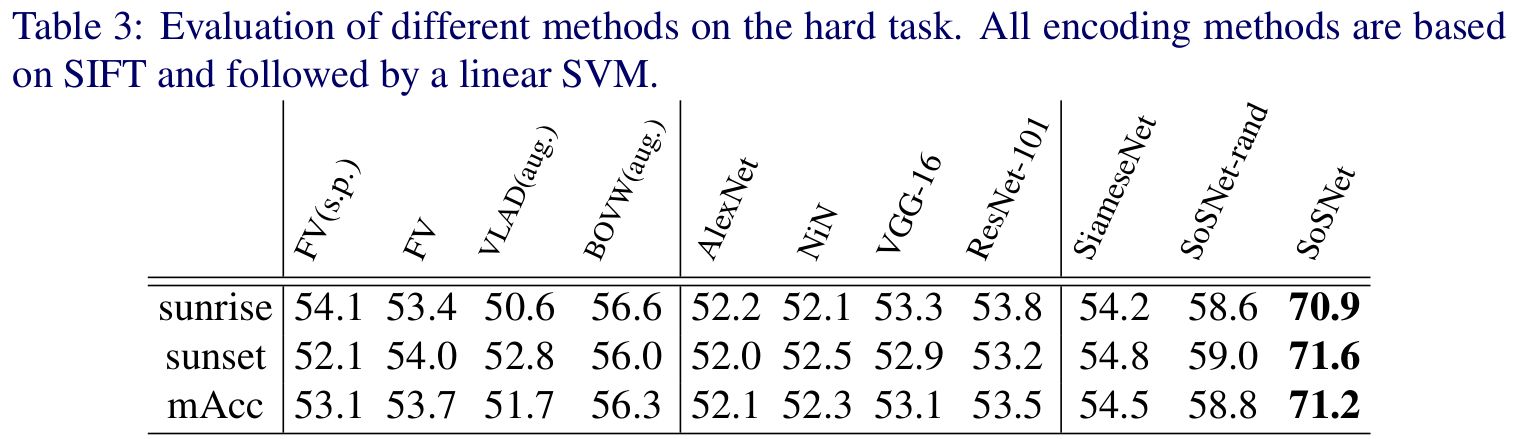 Table 3: Evaluation of different methods on the hard task. All encoding methods are based
on SIFT and followed by a linear SVM.
FV(s.p.) FV VLAD(aug.) BOVW(aug.) AlexNet NiN VGG-16 ResNet-101 SiameseNet SoSNet-rand SoSNet
sunrise 54.1 53.4 50.6 56.6 52.2 52.1 53.3 53.8 54.2 58.6 70.9
sunset 52.1 54.0 52.8 56.0 52.0 52.5 52.9 53.2 54.8 59.0 71.6
mAcc 53.1 53.7 51.7 56.3 52.1 52.3 53.1 53.5 54.5 58.8 71.2